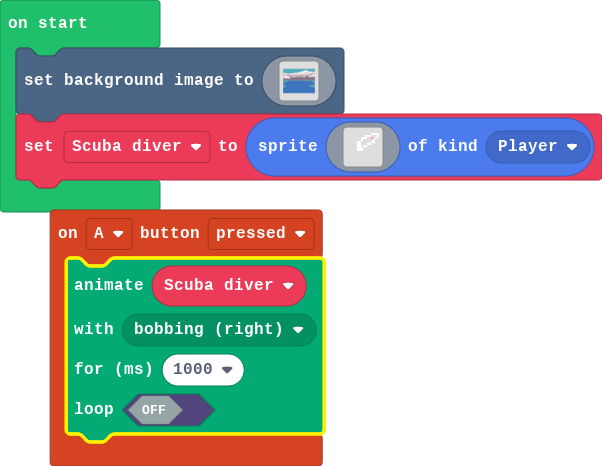 on start
set background image to
set Scuba diver to sprite of kind Player
on A button pressed
animate Scuba diver
with bobbing (right)
for (ms) 1000
loop OFF